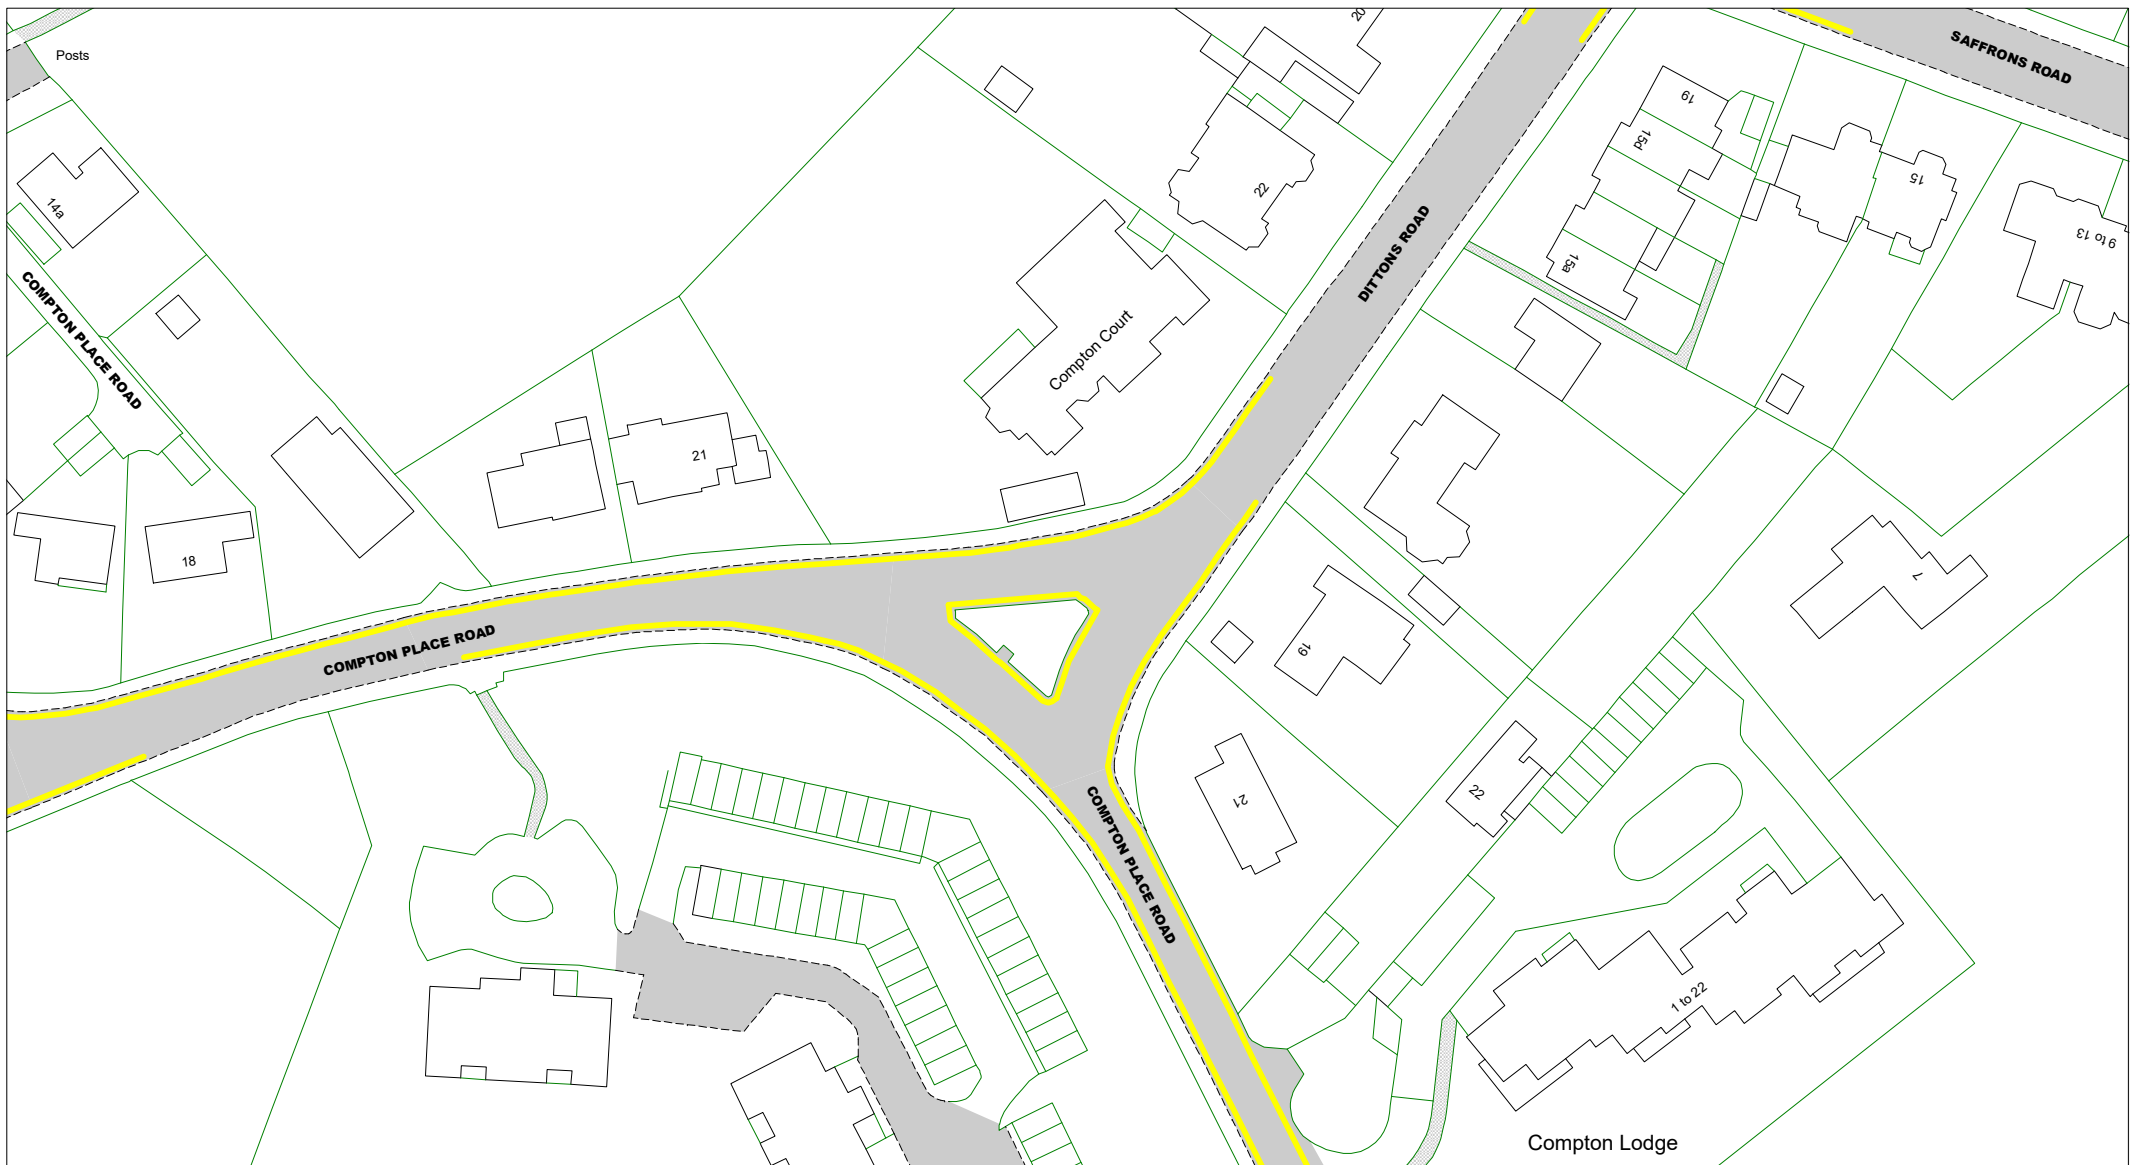 20
SAFFRONS ROAD
Posts
19
15d
14a
22
15
DITTONS ROAD
9 to 13
15a
COMPTON PLACE ROAD
Compton Court
21
18
7
COMPTON PLACE ROAD
19
22
21
COMPTON PLACE ROAD
1 to 22
Compton Lodge